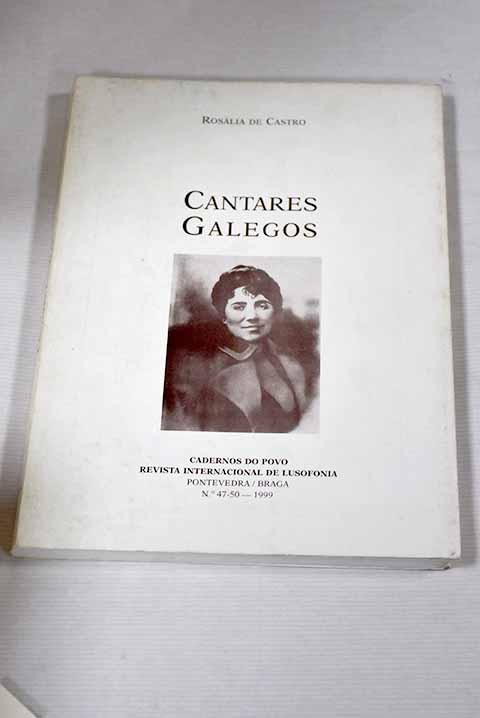 ROSÁLIA DE CASTRO
CANTARES
GALEGOS
CADERNOS DO POVO
REVISTA INTERNACIONAL DE LUSOFONIA
PONTEVEDRA / BRAGA
N.º 47-50 — 1999